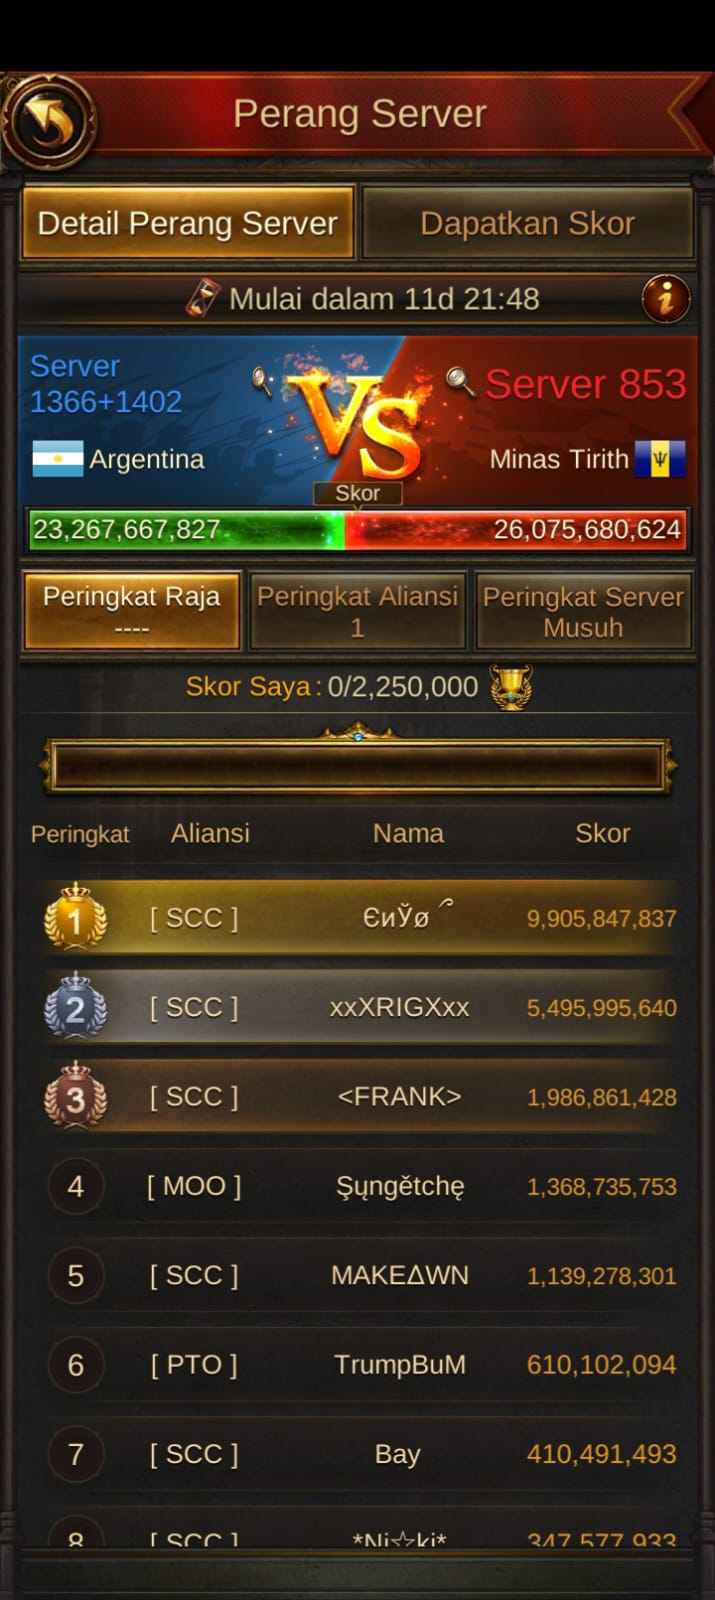 Perang Server
Detail Perang Server
Dapatkan Skor
Mulai dalam 11d 21:48
Server
1366+1402
VS
Server 853
Argentina
Minas Tirith
Skor
23,267,667,827
26,075,680,624
Peringkat Raja
----
Peringkat Aliansi
1
Peringkat Server
Musuh
Skor Saya : 0/2,250,000
Peringkat Aliansi Nama Skor
1 [ SCC ] ЄиЎø 9,905,847,837
2 [ SCC ] xxXRIGXxx 5,495,995,640
3 [ SCC ] <FRANK> 1,986,861,428
4 [ MOO ] Şųngětchę 1,368,735,753
5 [ SCC ] MAKEΔWN 1,139,278,301
6 [ PTO ] TrumpBuM 610,102,094
7 [ SCC ] Bay 410,491,493
8 [ SCC ] *Ni☆ki* 347,577,933